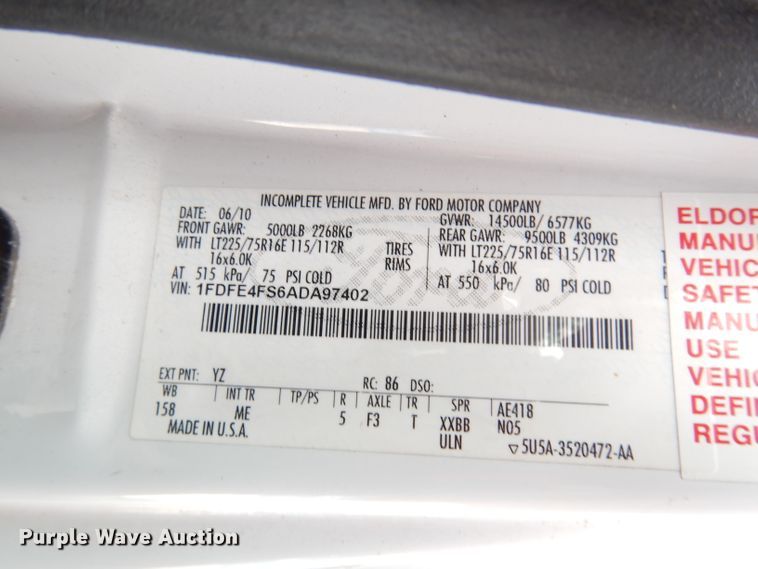 INCOMPLETE VEHICLE MFD. BY FORD MOTOR COMPANY
DATE: 06/10 GVWR: 14500LB/ 6577KG
FRONT GAWR: 5000LB 2268KG REAR GAWR: 9500LB 4309KG
WITH LT225/75R16E 115/112R TIRES WITH LT225/75R16E 115/112R
16x6.0K RIMS 16x6.0K
AT 515 kPa/ 75 PSI COLD AT 550 kPa/ 80 PSI COLD
VIN: 1FDFE4FS6ADA97402
Ford
EXT PNT: YZ RC: 86 DSO:
WB INT TR TP/PS R AXLE TR SPR AE418
158 ME 5 F3 T XXBB N05
MADE IN U.S.A. ULN ▽5U5A-3520472-AA
ELDOR
MANU
VEHIC
SAFET
MANU
USE
VEHIC
DEFI
REGU
Purple Wave Auction